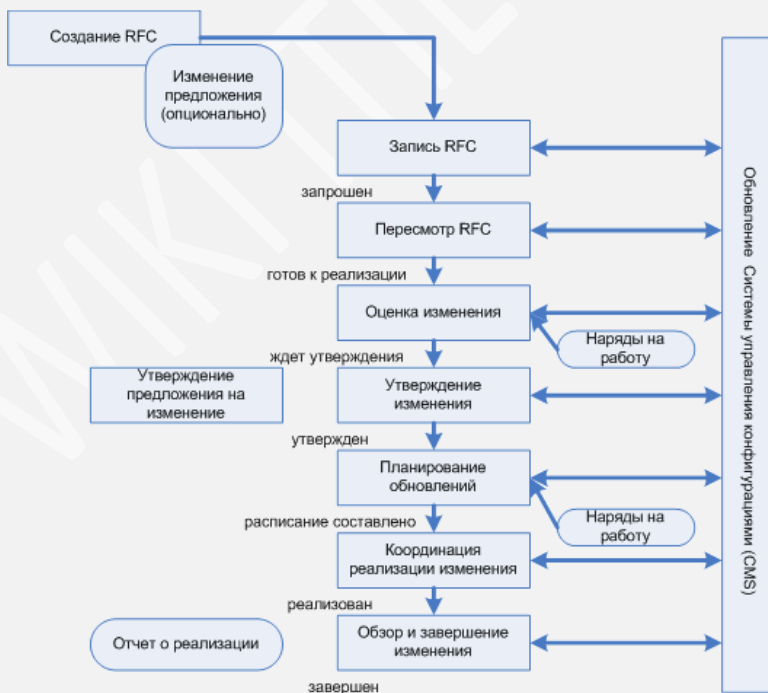 Создание RFC
Изменение
предложения
(опционально)
Запись RFC
запрошен
Пересмотр RFC
готов к реализации
Оценка изменения
Наряды на
работу
ждет утверждения
Утверждение
предложения на
изменение
Утверждение
изменения
утвержден
Планирование
обновлений
Наряды на
работу
расписание составлено
Координация
реализации изменения
реализован
Отчет о реализации
Обзор и завершение
изменения
завершен
Обновление Системы управления конфигурациями (CMS)
WIKITIL